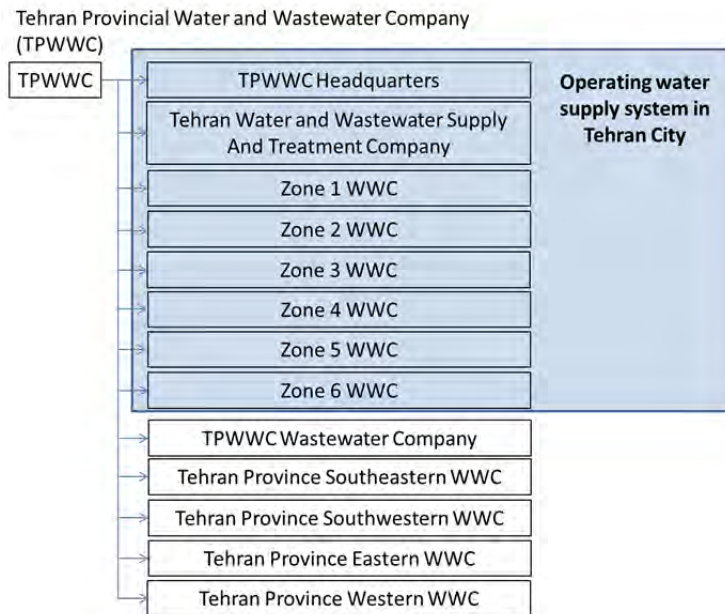 Tehran Provincial Water and Wastewater Company
(TPWWC)
TPWWC
TPWWC Headquarters
Operating water
supply system in
Tehran City
Tehran Water and Wastewater Supply
And Treatment Company
Zone 1 WWC
Zone 2 WWC
Zone 3 WWC
Zone 4 WWC
Zone 5 WWC
Zone 6 WWC
TPWWC Wastewater Company
Tehran Province Southeastern WWC
Tehran Province Southwestern WWC
Tehran Province Eastern WWC
Tehran Province Western WWC